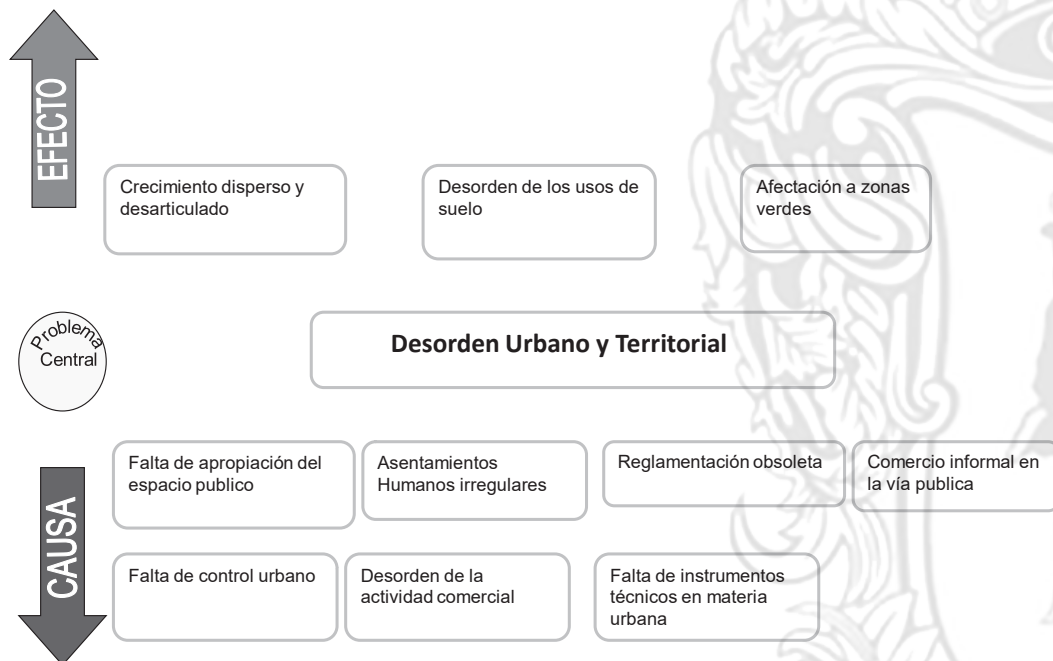 EFECTO
Crecimiento disperso y
desarticulado
Desorden de los usos de
suelo
Afectación a zonas
verdes
Problema
Central
Desorden Urbano y Territorial
CAUSA
Falta de apropiación del
espacio publico
Asentamientos
Humanos irregulares
Reglamentación obsoleta
Comercio informal en
la vía publica
Falta de control urbano
Desorden de la
actividad comercial
Falta de instrumentos
técnicos en materia
urbana